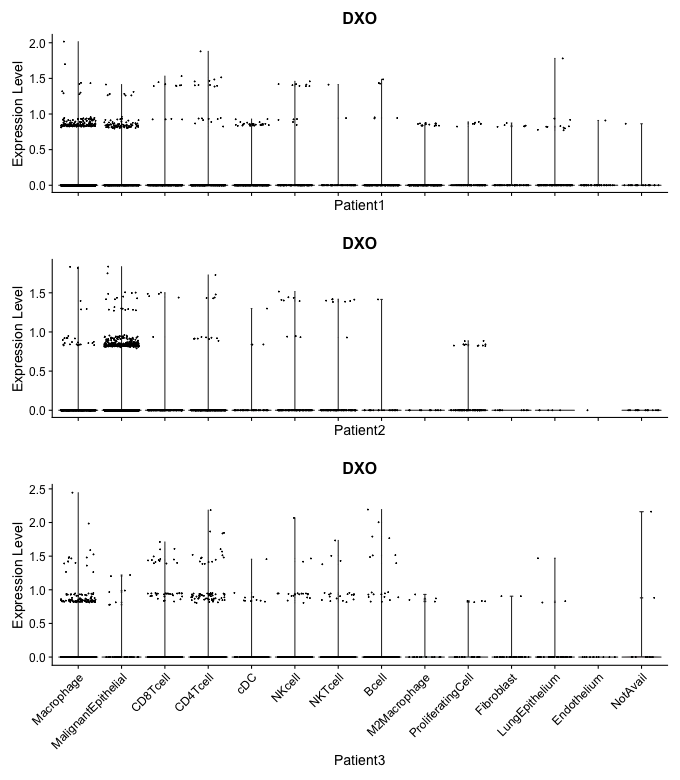 DXO
Expression Level
2.0
1.5
1.0
0.5
0.0
Patient1
DXO
Expression Level
1.5
1.0
0.5
0.0
Patient2
DXO
Expression Level
2.5
2.0
1.5
1.0
0.5
0.0
Macrophage
MalignantEpithelial
CD8Tcell
CD4Tcell
cDC
NKcell
NKTcell
Bcell
M2Macrophage
ProliferatingCell
Fibroblast
LungEpithelium
Endothelium
NotAvail
Patient3